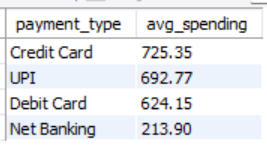 payment_type avg_spending
Credit Card 725.35
UPI 692.77
Debit Card 624.15
Net Banking 213.90